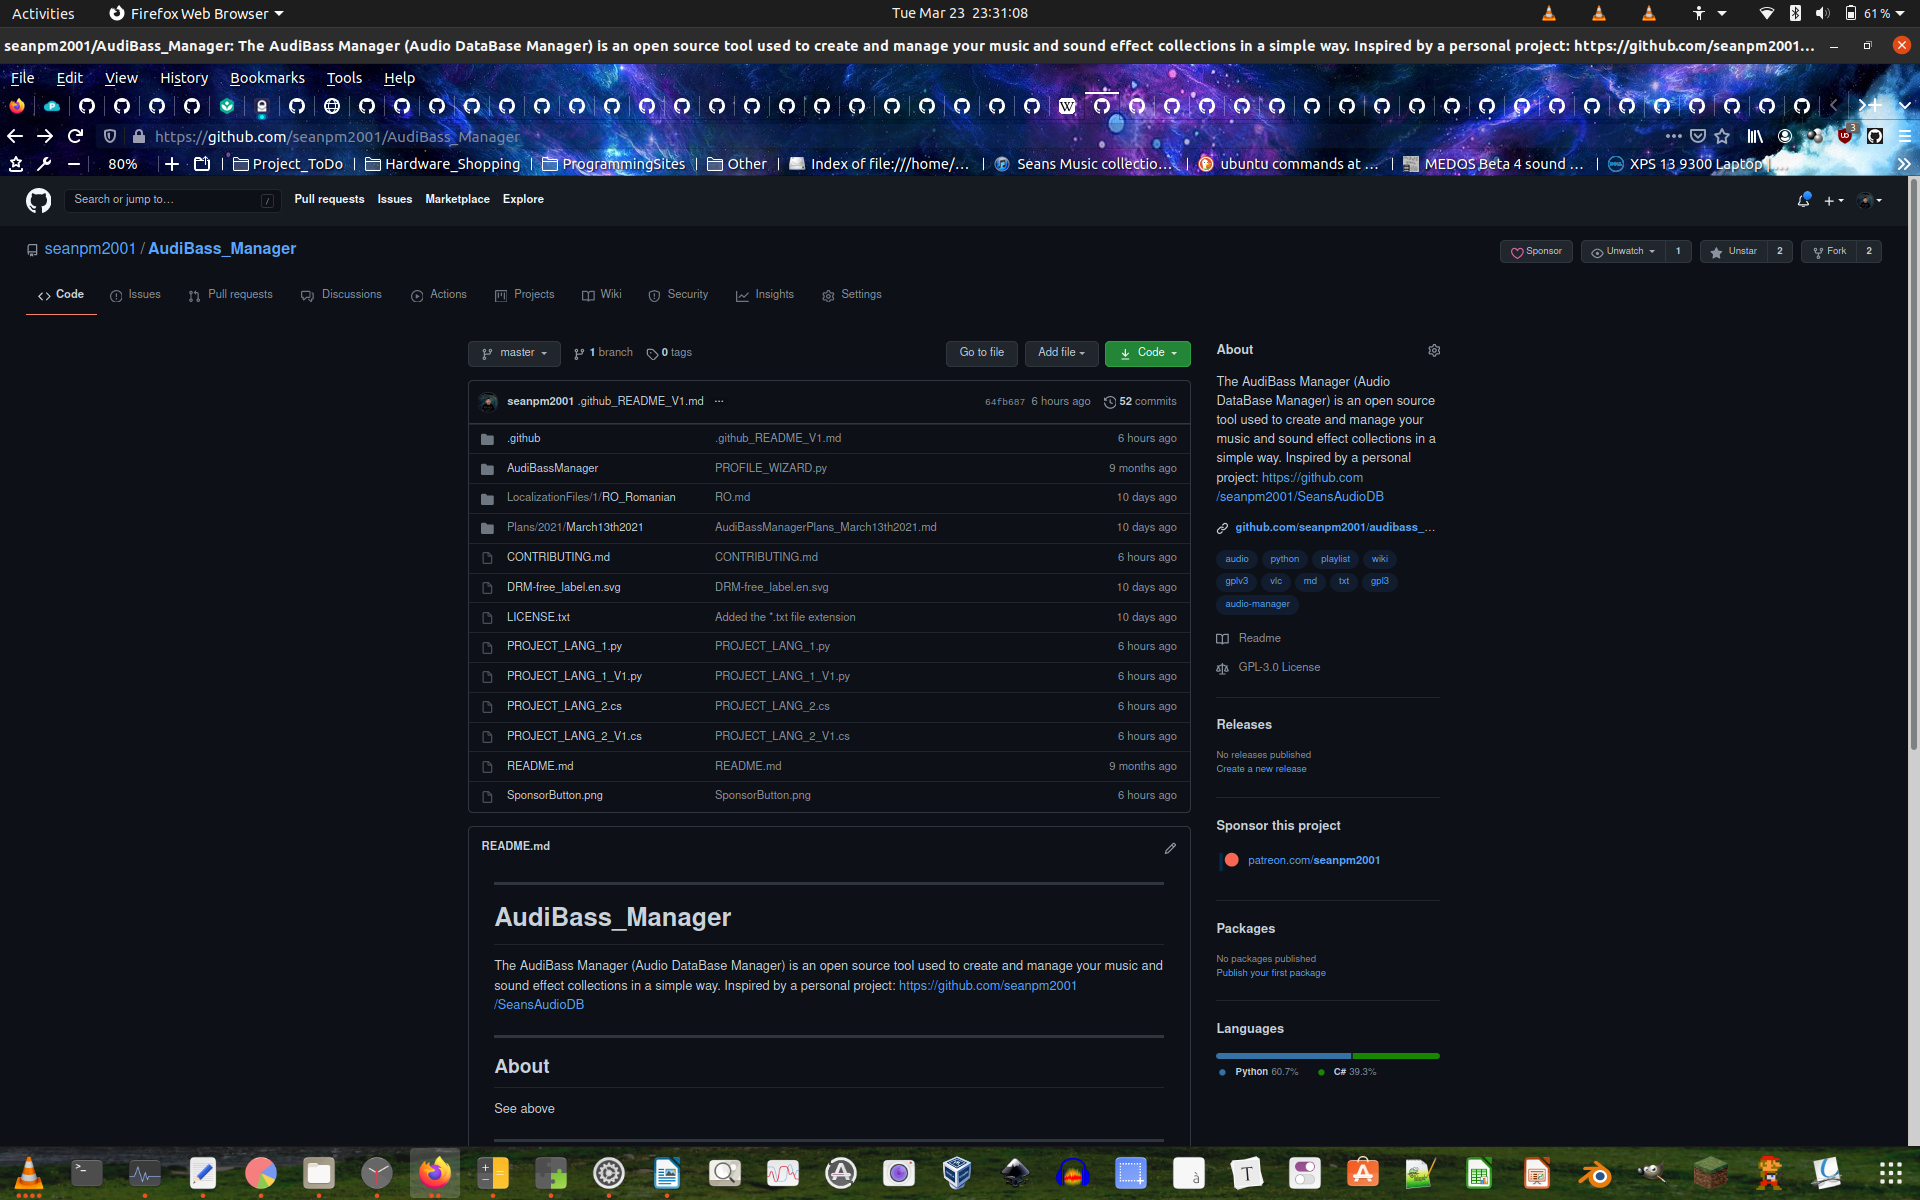 Activities
Firefox Web Browser
Tue Mar 23  23:31:08
61 %
seanpm2001/AudiBass_Manager: The AudiBass Manager (Audio DataBase Manager) is an open source tool used to create and manage your music and sound effect collections in a simple way. Inspired by a personal project: https://github.com/seanpm2001...
File Edit View History Bookmarks Tools Help
https://github.com/seanpm2001/AudiBass_Manager
3
80%
Project_ToDo
Hardware_Shopping
ProgrammingSites
Other
Index of file:///home/...
Seans Music collectio...
ubuntu commands at ...
MEDOS Beta 4 sound ...
XPS 13 9300 Laptop
Search or jump to...
/
Pull requests Issues Marketplace Explore
seanpm2001 / AudiBass_Manager
Sponsor
Unwatch 1
Unstar 2
Fork 2
Code
Issues
Pull requests
Discussions
Actions
Projects
Wiki
Security
Insights
Settings
master
1 branch
0 tags
Go to file
Add file
Code
seanpm2001 .github_README_V1.md ...
64fb687 6 hours ago 52 commits
.github .github_README_V1.md 6 hours ago
AudiBassManager PROFILE_WIZARD.py 9 months ago
LocalizationFiles/1/RO_Romanian RO.md 10 days ago
Plans/2021/March13th2021 AudiBassManagerPlans_March13th2021.md 10 days ago
CONTRIBUTING.md CONTRIBUTING.md 6 hours ago
DRM-free_label.en.svg DRM-free_label.en.svg 10 days ago
LICENSE.txt Added the *.txt file extension 10 days ago
PROJECT_LANG_1.py PROJECT_LANG_1.py 6 hours ago
PROJECT_LANG_1_V1.py PROJECT_LANG_1_V1.py 6 hours ago
PROJECT_LANG_2.cs PROJECT_LANG_2.cs 6 hours ago
PROJECT_LANG_2_V1.cs PROJECT_LANG_2_V1.cs 6 hours ago
README.md README.md 9 months ago
SponsorButton.png SponsorButton.png 6 hours ago
README.md
AudiBass_Manager
The AudiBass Manager (Audio DataBase Manager) is an open source tool used to create and manage your music and
sound effect collections in a simple way. Inspired by a personal project: https://github.com/seanpm2001
/SeansAudioDB
About
See above
About
The AudiBass Manager (Audio
DataBase Manager) is an open source
tool used to create and manage your
music and sound effect collections in a
simple way. Inspired by a personal
project: https://github.com
/seanpm2001/SeansAudioDB
github.com/seanpm2001/audibass_...
audio python playlist wiki
gplv3 vlc md txt gpl3
audio-manager
Readme
GPL-3.0 License
Releases
No releases published
Create a new release
Sponsor this project
patreon.com/seanpm2001
Packages
No packages published
Publish your first package
Languages
Python 60.7%
C# 39.3%